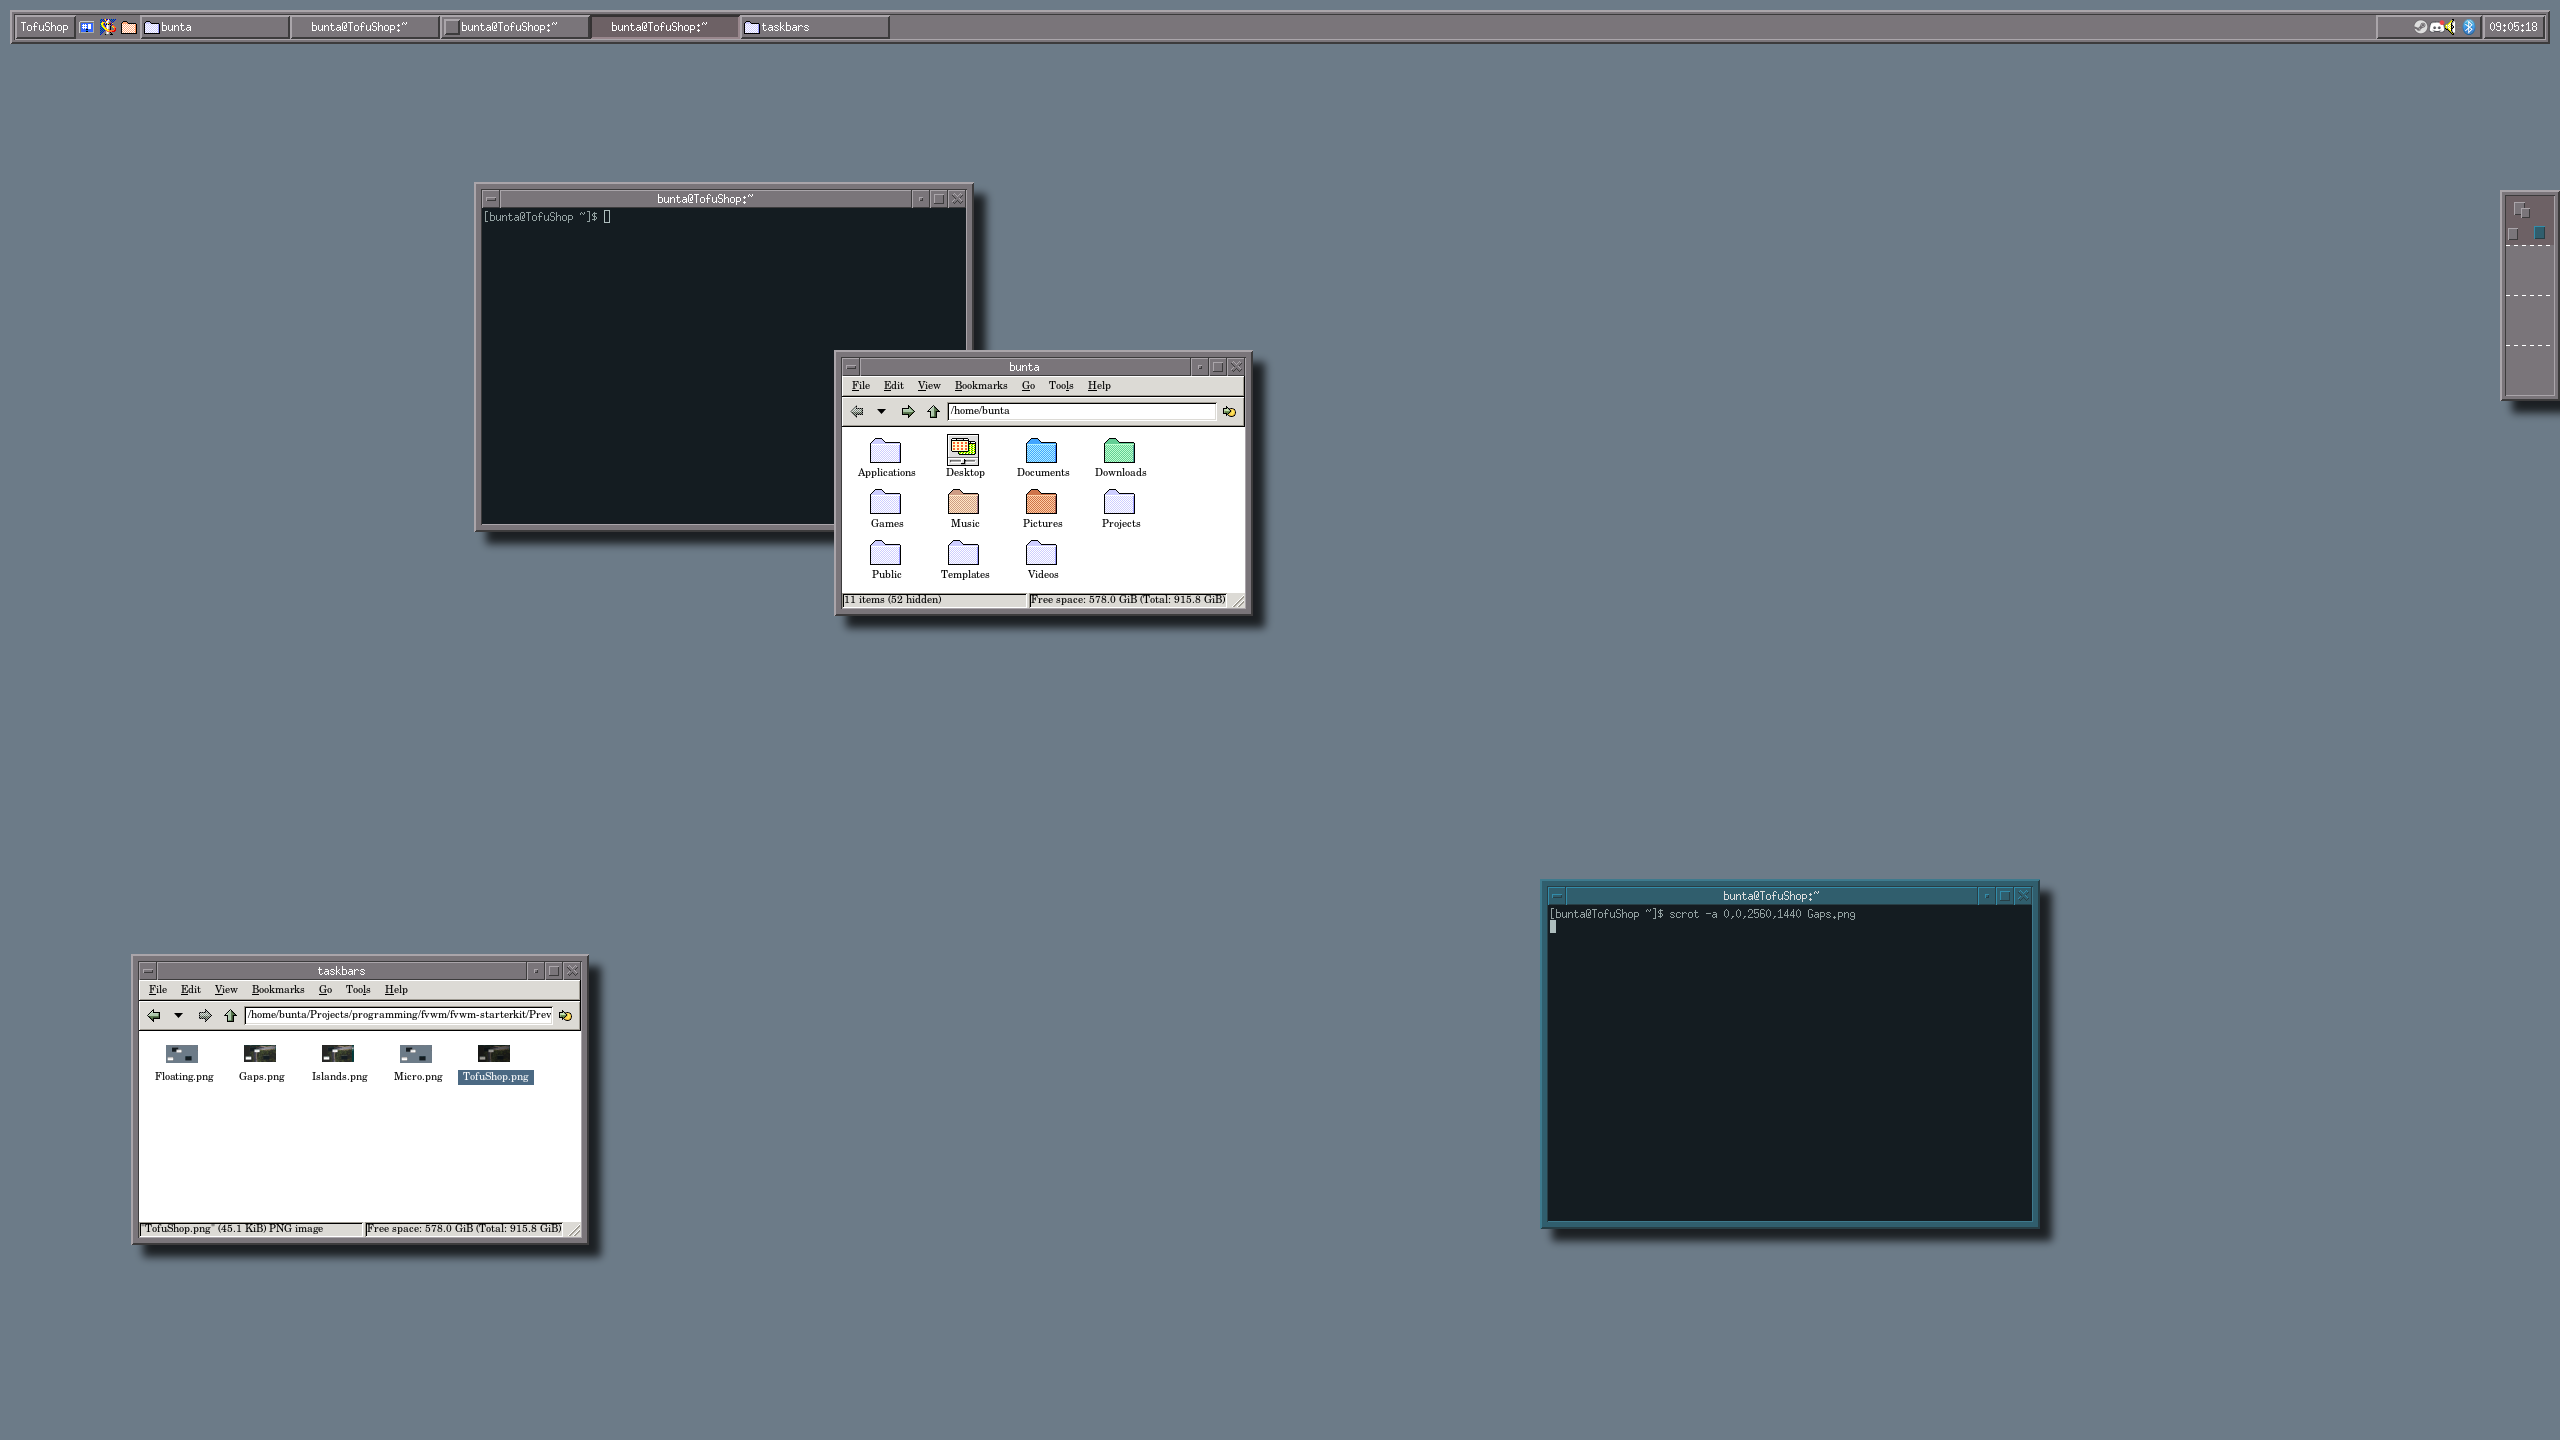 TofuShop bunta bunta@TofuShop:~ bunta@TofuShop:~ bunta@TofuShop:~ taskbars 09:05:18
bunta@TofuShop:~
[bunta@TofuShop ~]$
bunta
File Edit View Bookmarks Go Tools Help
/home/bunta
Applications Desktop Documents Downloads
Games Music Pictures Projects
Public Templates Videos
11 items (52 hidden) Free space: 578.0 GiB (Total: 915.8 GiB)
bunta@TofuShop:~
[bunta@TofuShop ~]$ scrot -a 0,0,2560,1440 Gaps.png
taskbars
File Edit View Bookmarks Go Tools Help
/home/bunta/Projects/programming/fvwm/fvwm-starterkit/Prev
Floating.png Gaps.png Islands.png Micro.png TofuShop.png
"TofuShop.png" (45.1 KiB) PNG image Free space: 578.0 GiB (Total: 915.8 GiB)